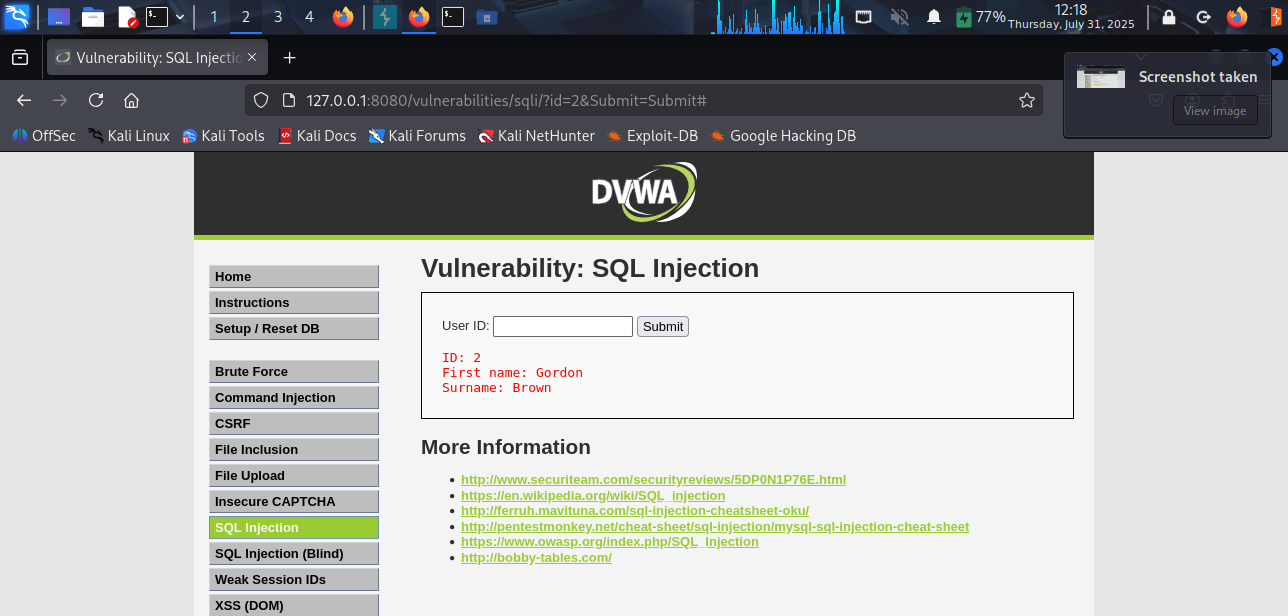 1 2 3 4 77% 12:18
Thursday, July 31, 2025
Vulnerability: SQL Injectio
Screenshot taken
View image
127.0.0.1:8080/vulnerabilities/sqli/?id=2&Submit=Submit#
OffSec Kali Linux Kali Tools Kali Docs Kali Forums Kali NetHunter Exploit-DB Google Hacking DB
DVWA
Home
Instructions
Setup / Reset DB
Brute Force
Command Injection
CSRF
File Inclusion
File Upload
Insecure CAPTCHA
SQL Injection
SQL Injection (Blind)
Weak Session IDs
XSS (DOM)
Vulnerability: SQL Injection
User ID: Submit
ID: 2
First name: Gordon
Surname: Brown
More Information
http://www.securiteam.com/securityreviews/5DP0N1P76E.html
https://en.wikipedia.org/wiki/SQL_injection
http://ferruh.mavituna.com/sql-injection-cheatsheet-oku/
http://pentestmonkey.net/cheat-sheet/sql-injection/mysql-sql-injection-cheat-sheet
https://www.owasp.org/index.php/SQL_Injection
http://bobby-tables.com/